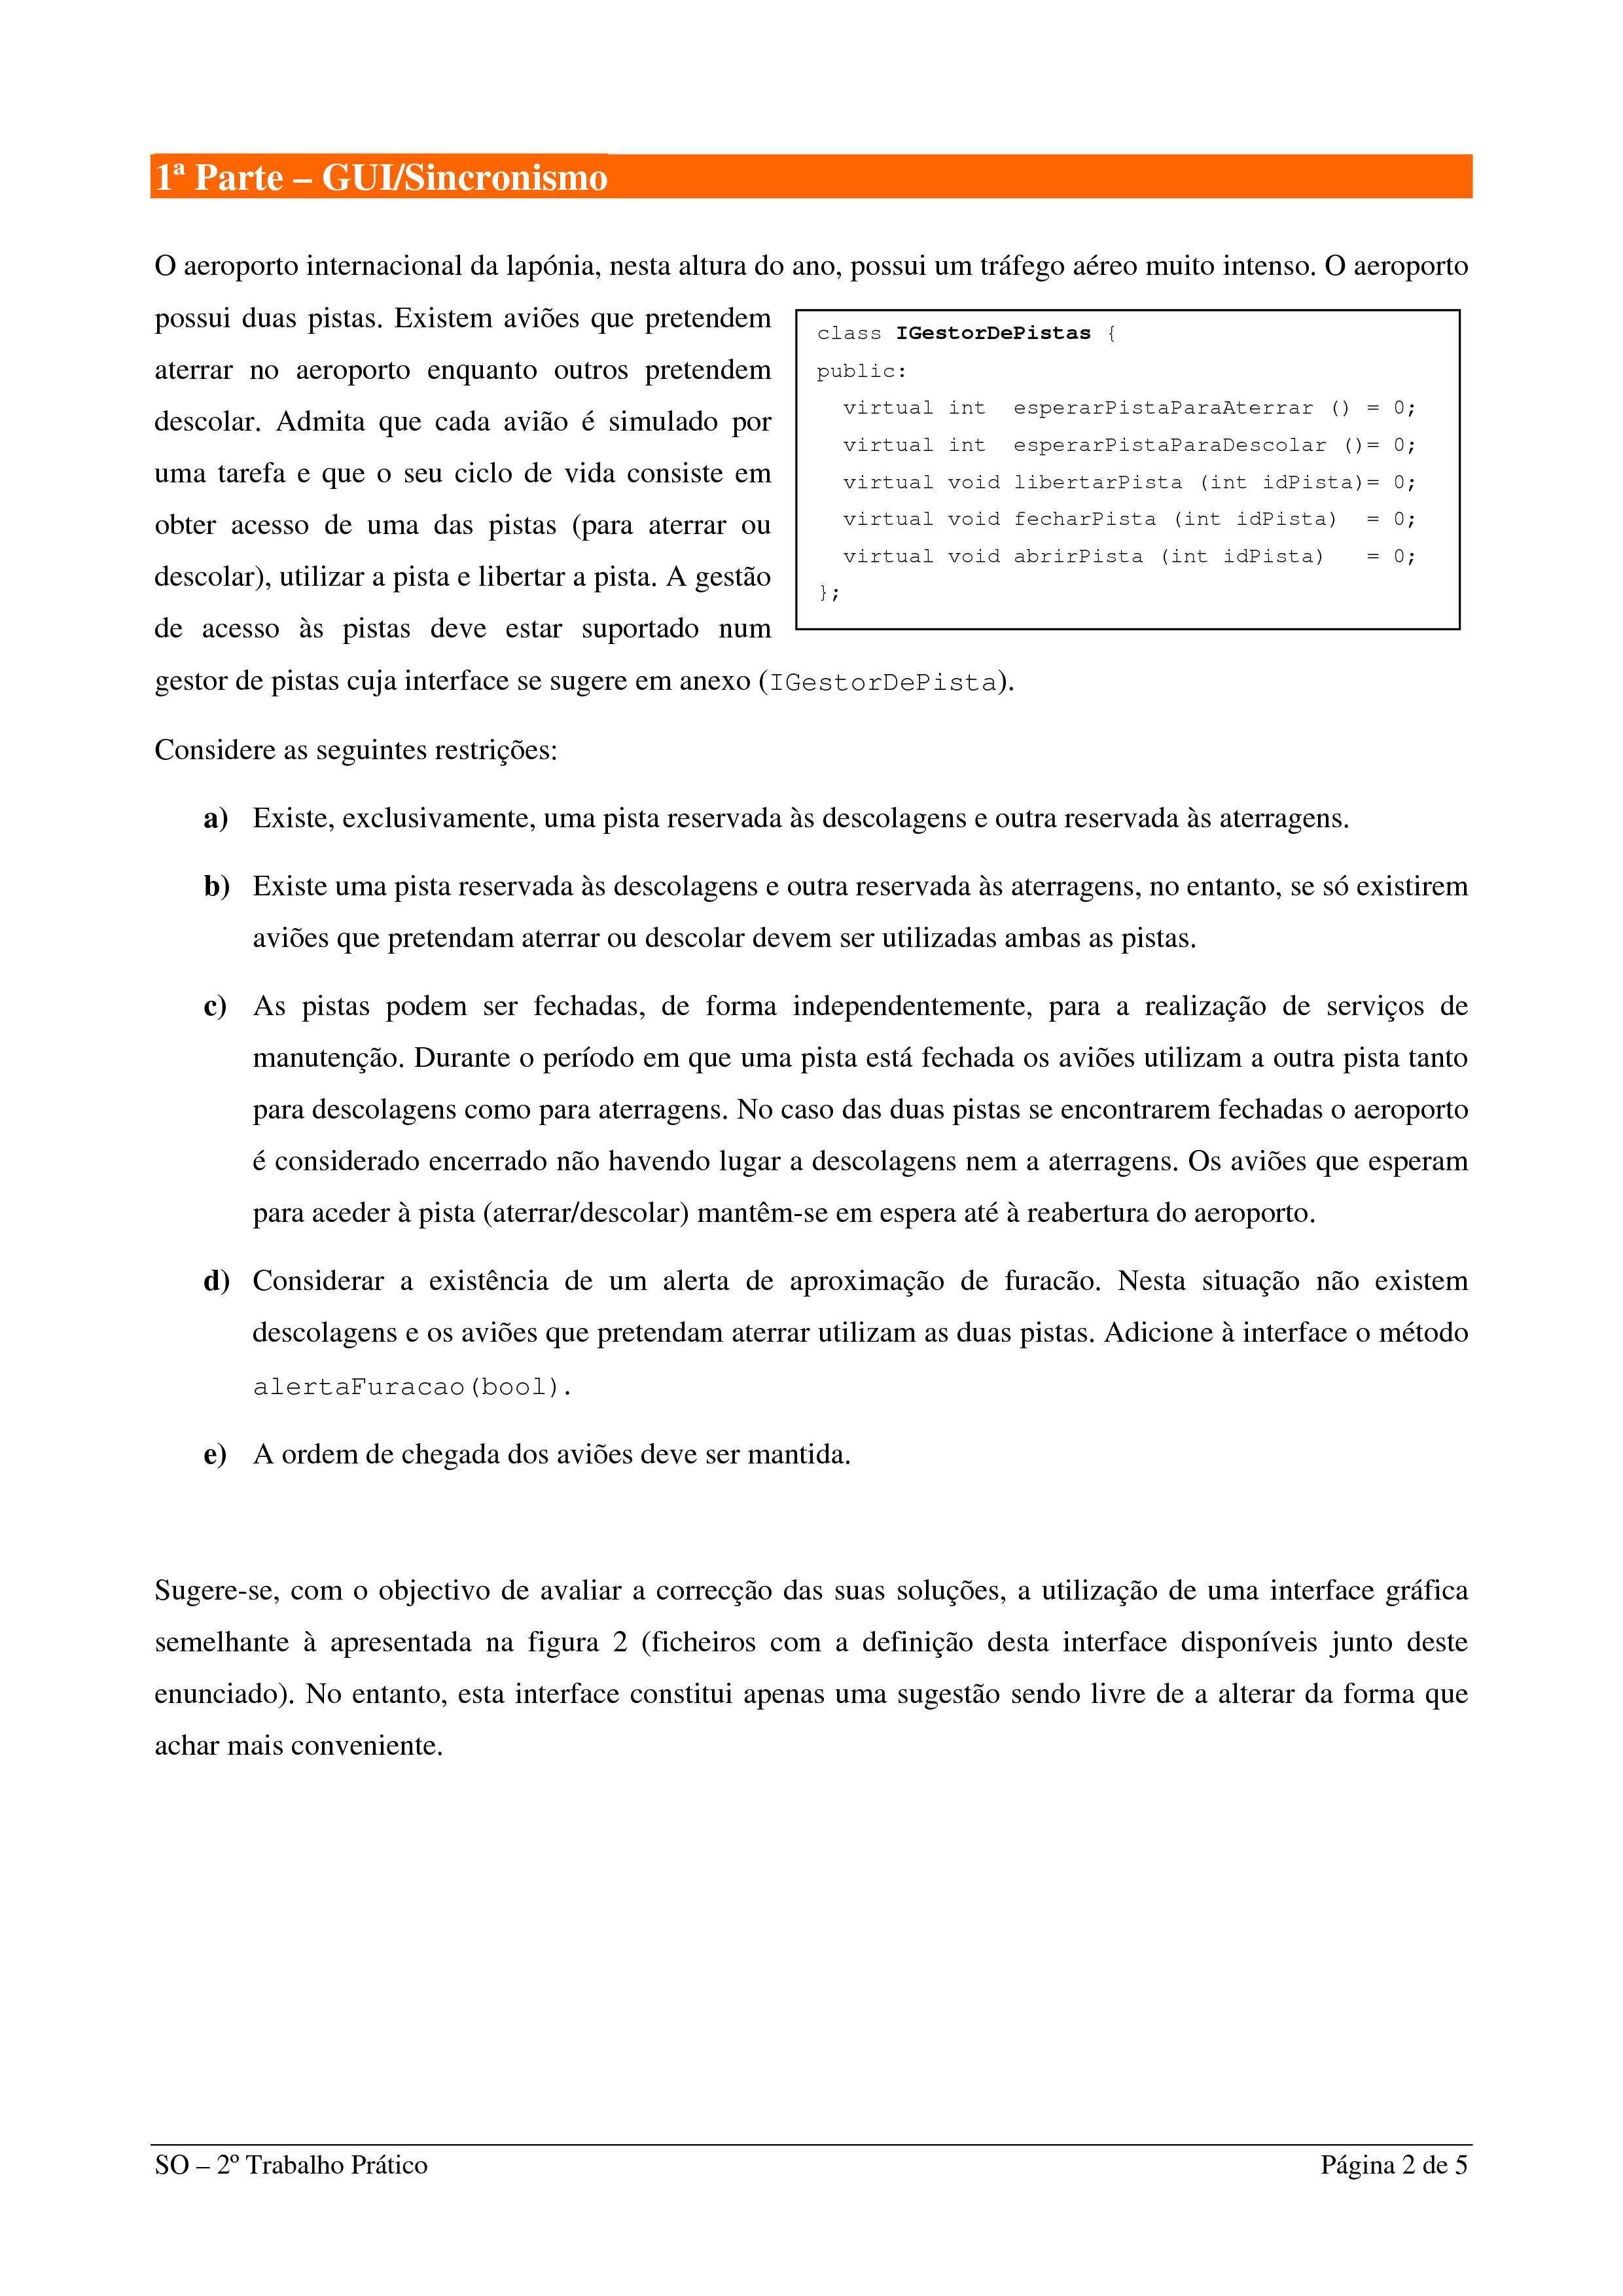 1ª Parte – GUI/Sincronismo
O aeroporto internacional da lapónia, nesta altura do ano, possui um tráfego aéreo muito intenso. O aeroporto
possui duas pistas. Existem aviões que pretendem
aterrar no aeroporto enquanto outros pretendem
descolar. Admita que cada avião é simulado por
uma tarefa e que o seu ciclo de vida consiste em
obter acesso de uma das pistas (para aterrar ou
descolar), utilizar a pista e libertar a pista. A gestão
de acesso às pistas deve estar suportado num
gestor de pistas cuja interface se sugere em anexo (IGestorDePista).
class IGestorDePistas {
public:
virtual int esperarPistaParaAterrar () = 0;
virtual int esperarPistaParaDescolar ()= 0;
virtual void libertarPista (int idPista)= 0;
virtual void fecharPista (int idPista) = 0;
virtual void abrirPista (int idPista) = 0;
};
Considere as seguintes restrições:
a) Existe, exclusivamente, uma pista reservada às descolagens e outra reservada às aterragens.
b) Existe uma pista reservada às descolagens e outra reservada às aterragens, no entanto, se só existirem
aviões que pretendam aterrar ou descolar devem ser utilizadas ambas as pistas.
c) As pistas podem ser fechadas, de forma independentemente, para a realização de serviços de
manutenção. Durante o período em que uma pista está fechada os aviões utilizam a outra pista tanto
para descolagens como para aterragens. No caso das duas pistas se encontrarem fechadas o aeroporto
é considerado encerrado não havendo lugar a descolagens nem a aterragens. Os aviões que esperam
para aceder à pista (aterrar/descolar) mantêm-se em espera até à reabertura do aeroporto.
d) Considerar a existência de um alerta de aproximação de furacão. Nesta situação não existem
descolagens e os aviões que pretendam aterrar utilizam as duas pistas. Adicione à interface o método
alertaFuracao(bool).
e) A ordem de chegada dos aviões deve ser mantida.
Sugere-se, com o objectivo de avaliar a correcção das suas soluções, a utilização de uma interface gráfica
semelhante à apresentada na figura 2 (ficheiros com a definição desta interface disponíveis junto deste
enunciado). No entanto, esta interface constitui apenas uma sugestão sendo livre de a alterar da forma que
achar mais conveniente.
SO – 2º Trabalho Prático
Página 2 de 5